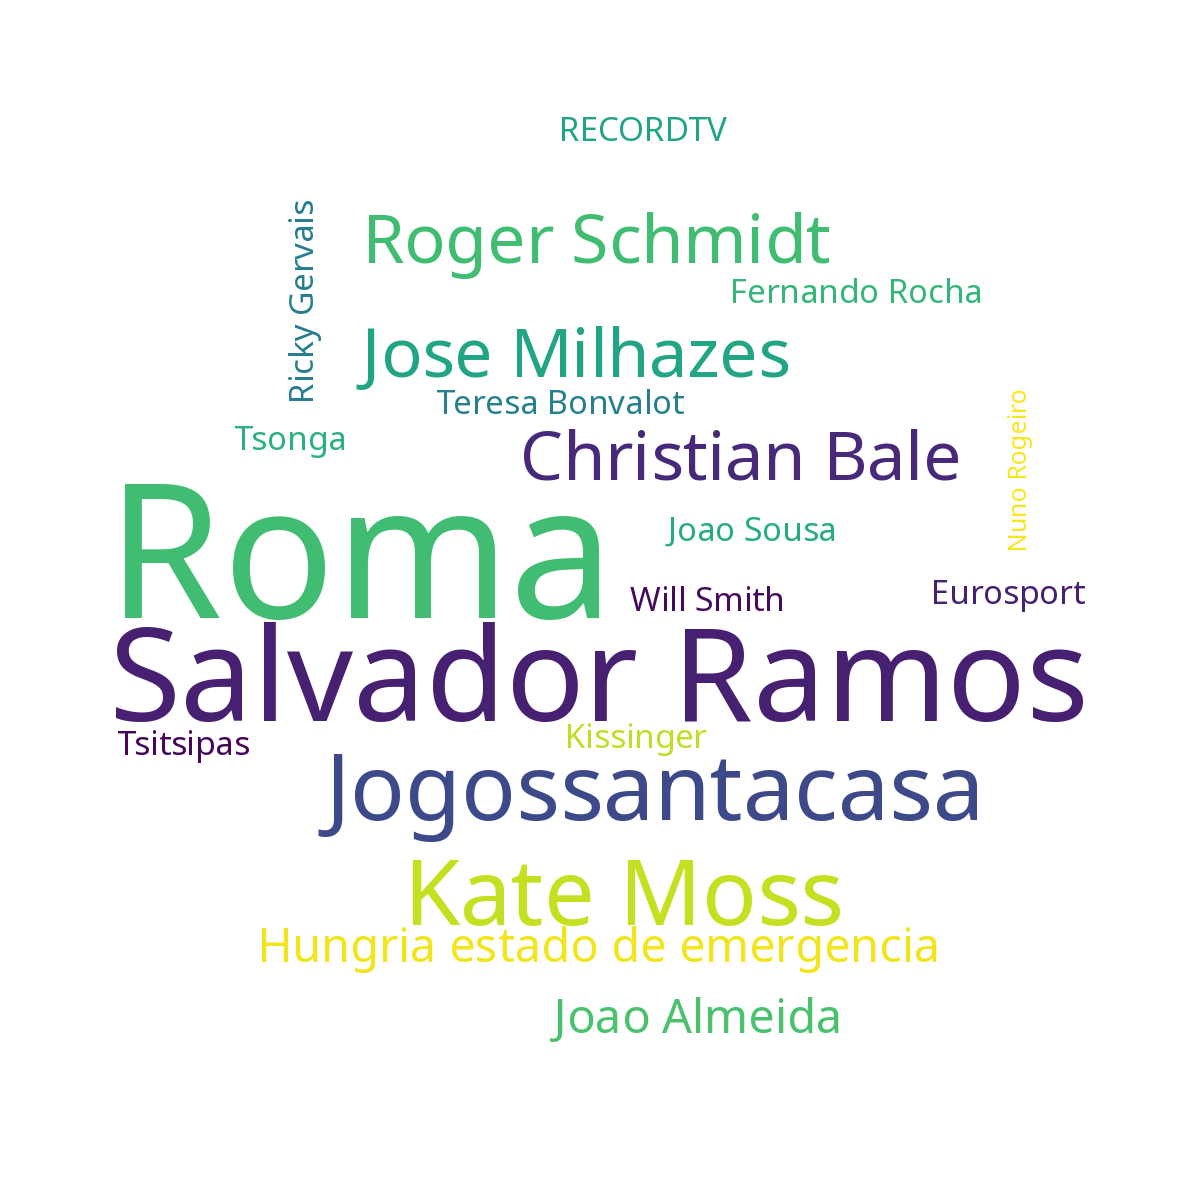 RECORDTV
Ricky Gervais
Roger Schmidt
Fernando Rocha
Jose Milhazes
Teresa Bonvalot
Tsonga
Christian Bale
Nuno Rogeiro
Roma
Joao Sousa
Will Smith
Eurosport
Salvador Ramos
Tsitsipas
Kissinger
Jogossantacasa
Kate Moss
Hungria estado de emergencia
Joao Almeida